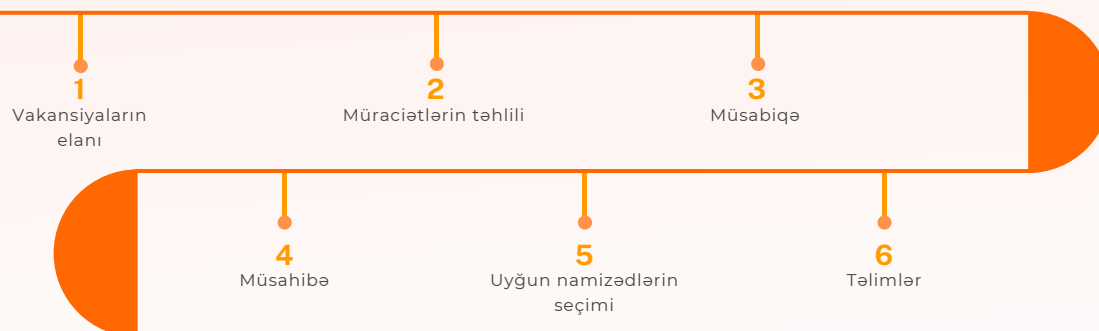 1
Vakansiyaların
elanı
2
Müraciətlərin təhlili
3
Müsabiqə
4
Müsahibə
5
Uyğun namizədlərin
seçimi
6
Təlimlər